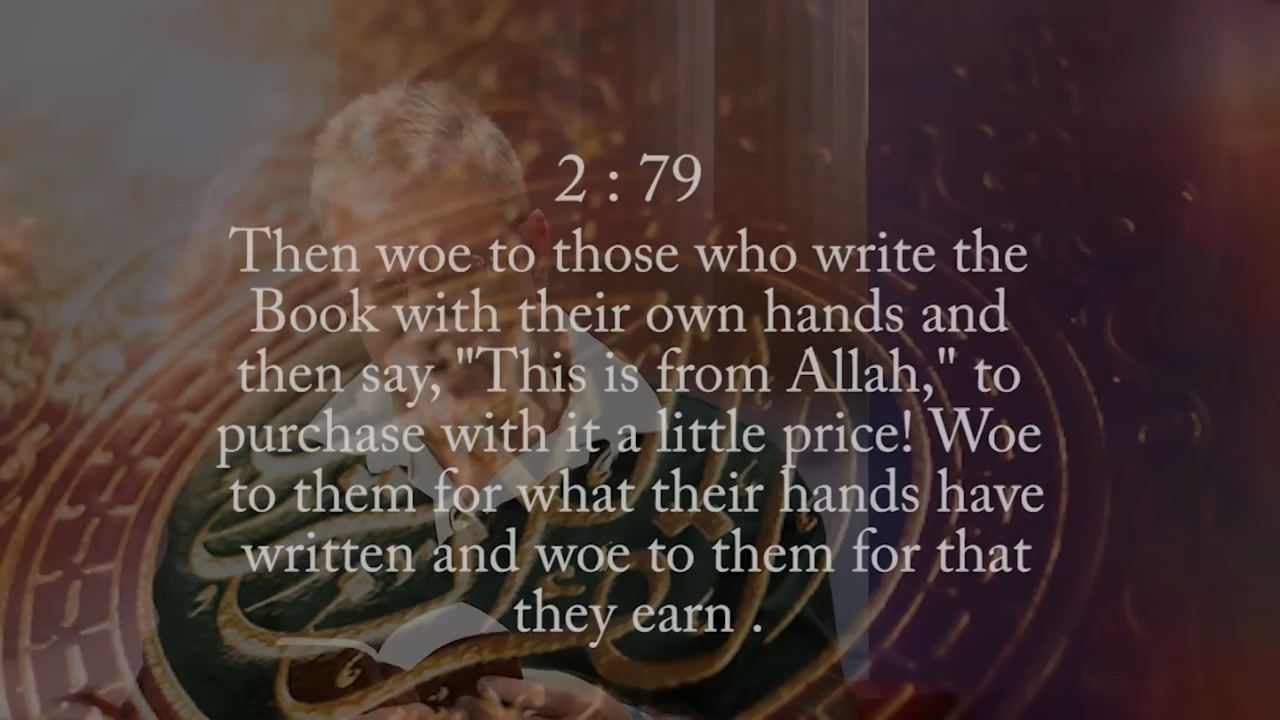 2 : 79
Then woe to those who write the
Book with their own hands and
then say, "This is from Allah," to
purchase with it a little price! Woe
to them for what their hands have
written and woe to them for that
they earn .